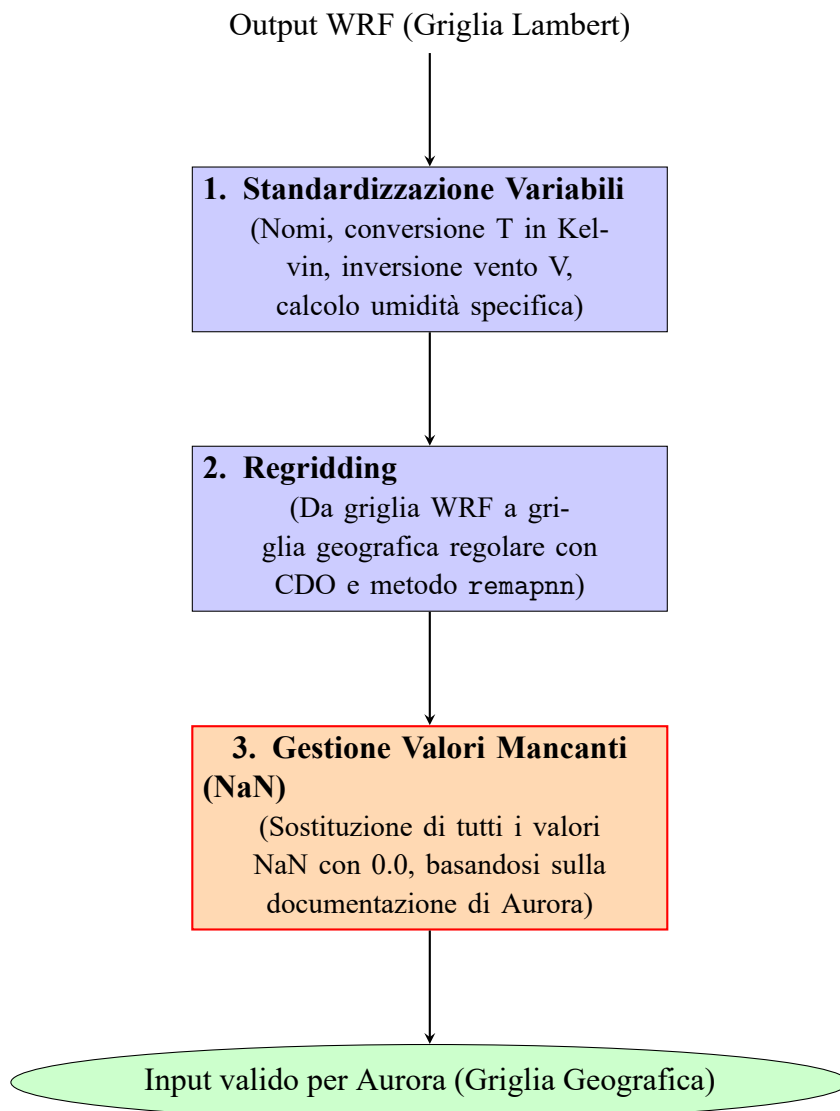 Output WRF (Griglia Lambert)
1. Standardizzazione Variabili
(Nomi, conversione T in Kel-
vin, inversione vento V,
calcolo umidità specifica)
2. Regridding
(Da griglia WRF a gri-
glia geografica regolare con
CDO e metodo remapnn)
3. Gestione Valori Mancanti
(NaN)
(Sostituzione di tutti i valori
NaN con 0.0, basandosi sulla
documentazione di Aurora)
Input valido per Aurora (Griglia Geografica)